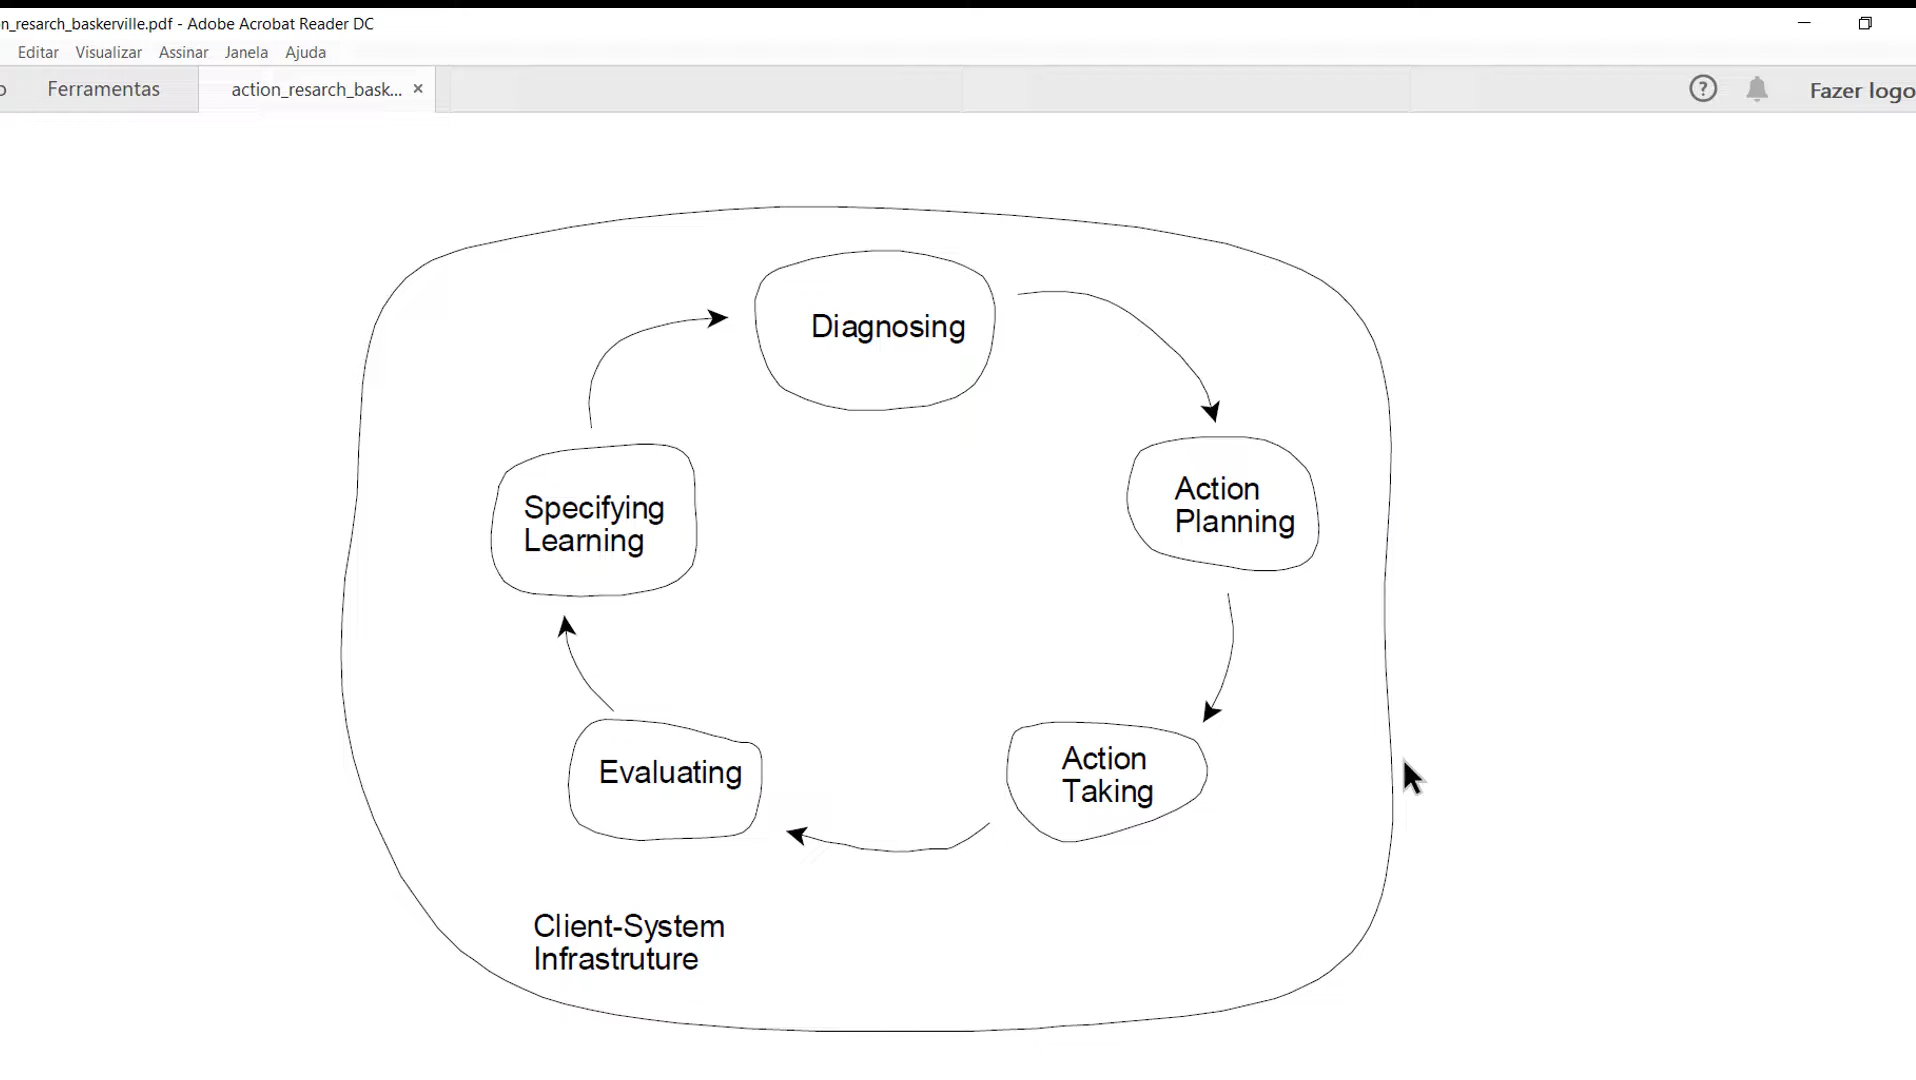 n_resarch_baskerville.pdf - Adobe Acrobat Reader DC
Editar Visualizar Assinar Janela Ajuda
Ferramentas action_resarch_bask... × ? Fazer logo
Diagnosing
Action
Planning
Specifying
Learning
Action
Taking
Evaluating
Client-System
Infrastruture